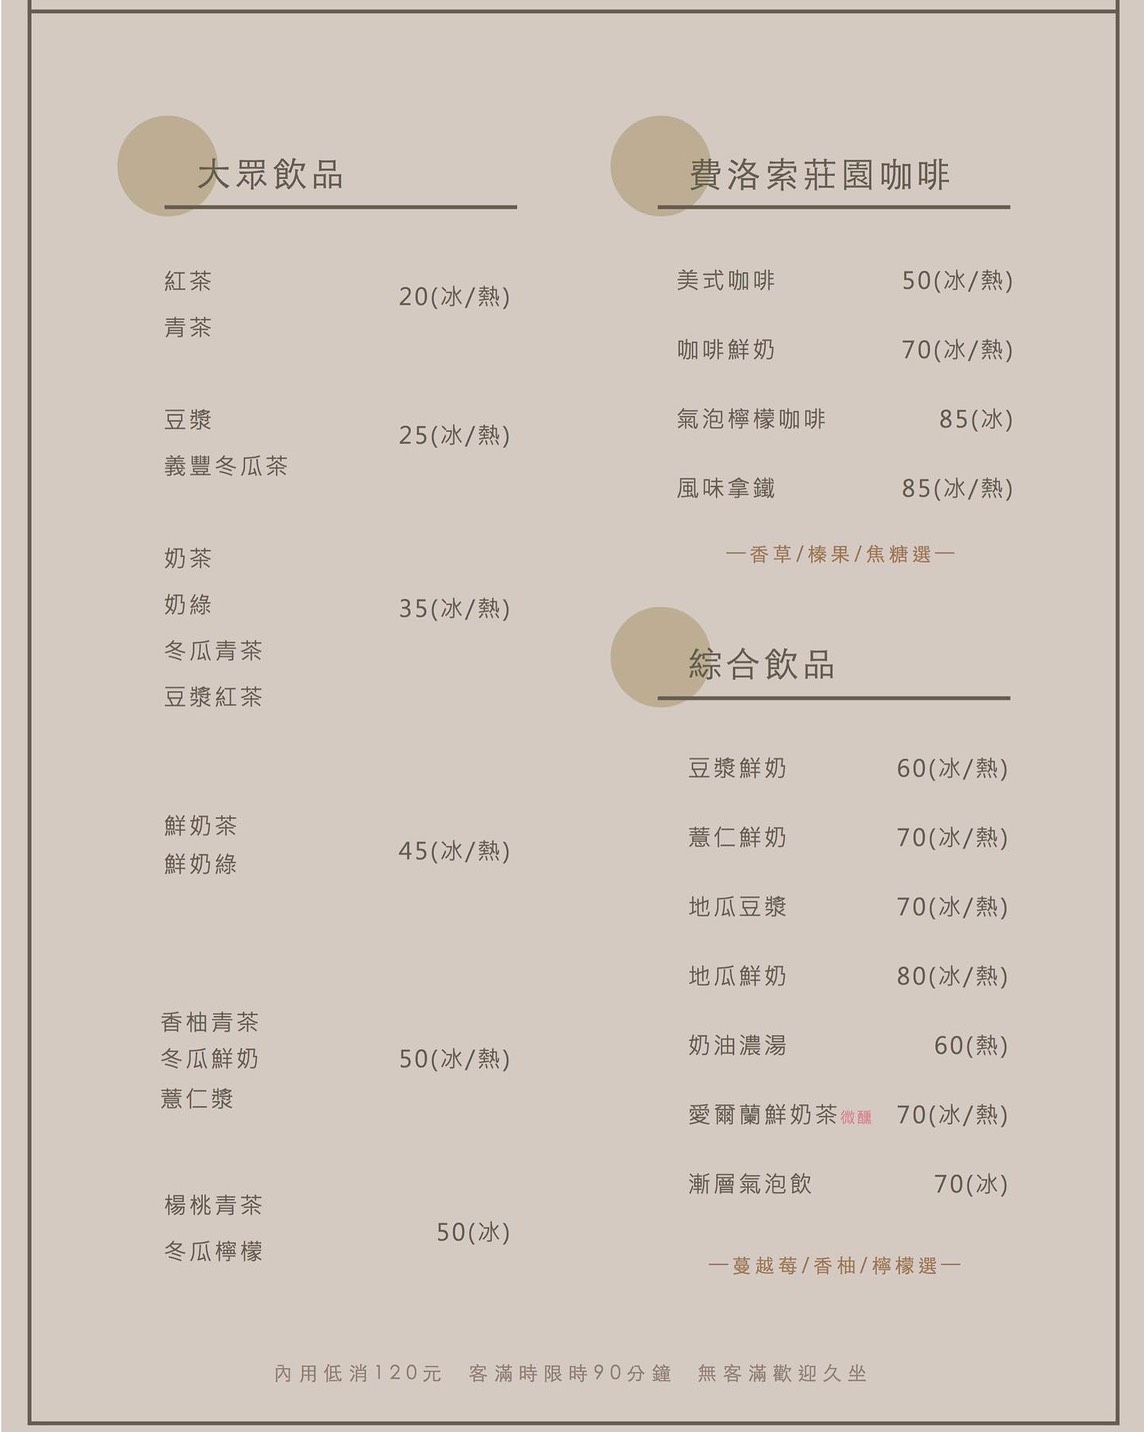 大眾飲品
紅茶
青茶
20(冰/熱)
豆漿
義豐冬瓜茶
25(冰/熱)
奶茶
奶綠
冬瓜青茶
豆漿紅茶
35(冰/熱)
鮮奶茶
鮮奶綠
45(冰/熱)
香柚青茶
冬瓜鮮奶
薏仁漿
50(冰/熱)
楊桃青茶
冬瓜檸檬
50(冰)
費洛索莊園咖啡
美式咖啡 50(冰/熱)
咖啡鮮奶 70(冰/熱)
氣泡檸檬咖啡 85(冰)
風味拿鐵 85(冰/熱)
—香草/榛果/焦糖選—
綜合飲品
豆漿鮮奶 60(冰/熱)
薏仁鮮奶 70(冰/熱)
地瓜豆漿 70(冰/熱)
地瓜鮮奶 80(冰/熱)
奶油濃湯 60(熱)
愛爾蘭鮮奶茶微醺 70(冰/熱)
漸層氣泡飲 70(冰)
—蔓越莓/香柚/檸檬選—
內用低消120元 客滿時限時90分鐘 無客滿歡迎久坐